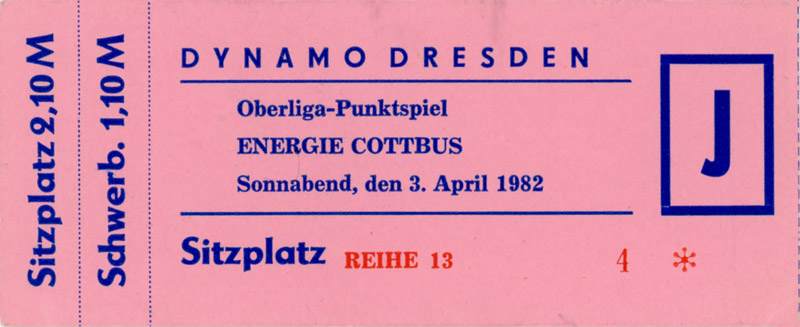 Sitzplatz 2,10 M
Schwerb. 1,10 M
DYNAMO DRESDEN
Oberliga-Punktspiel
ENERGIE COTTBUS
Sonnabend, den 3. April 1982
J
Sitzplatz REIHE 13 4 *